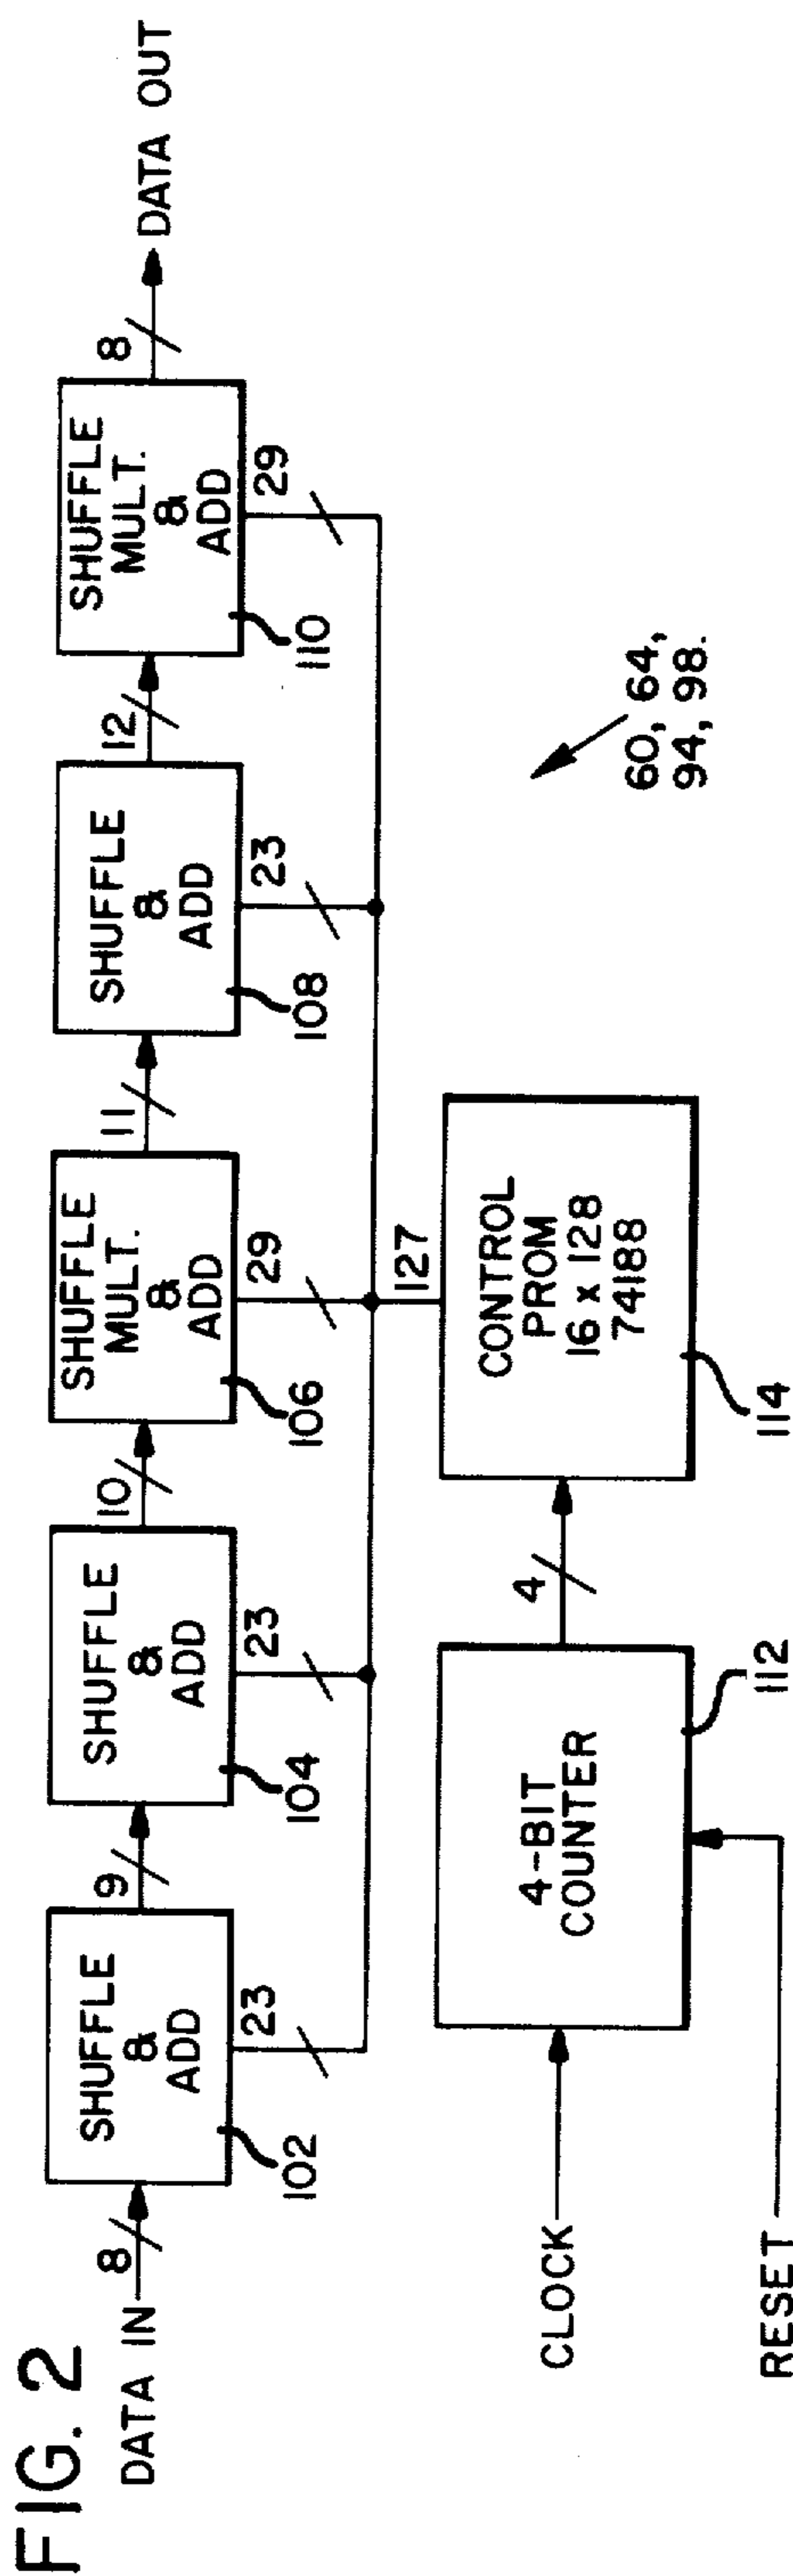 FIG. 2
DATA IN
8
SHUFFLE
&
ADD
102
23
9
SHUFFLE
&
ADD
104
23
10
SHUFFLE
MULT.
&
ADD
106
29
11
SHUFFLE
&
ADD
108
23
12
SHUFFLE
MULT.
&
ADD
110
29
8
DATA OUT
CLOCK
RESET
4-BIT
COUNTER
112
4
CONTROL
PROM
16 x 128
74188
114
127
60, 64,
94, 98.